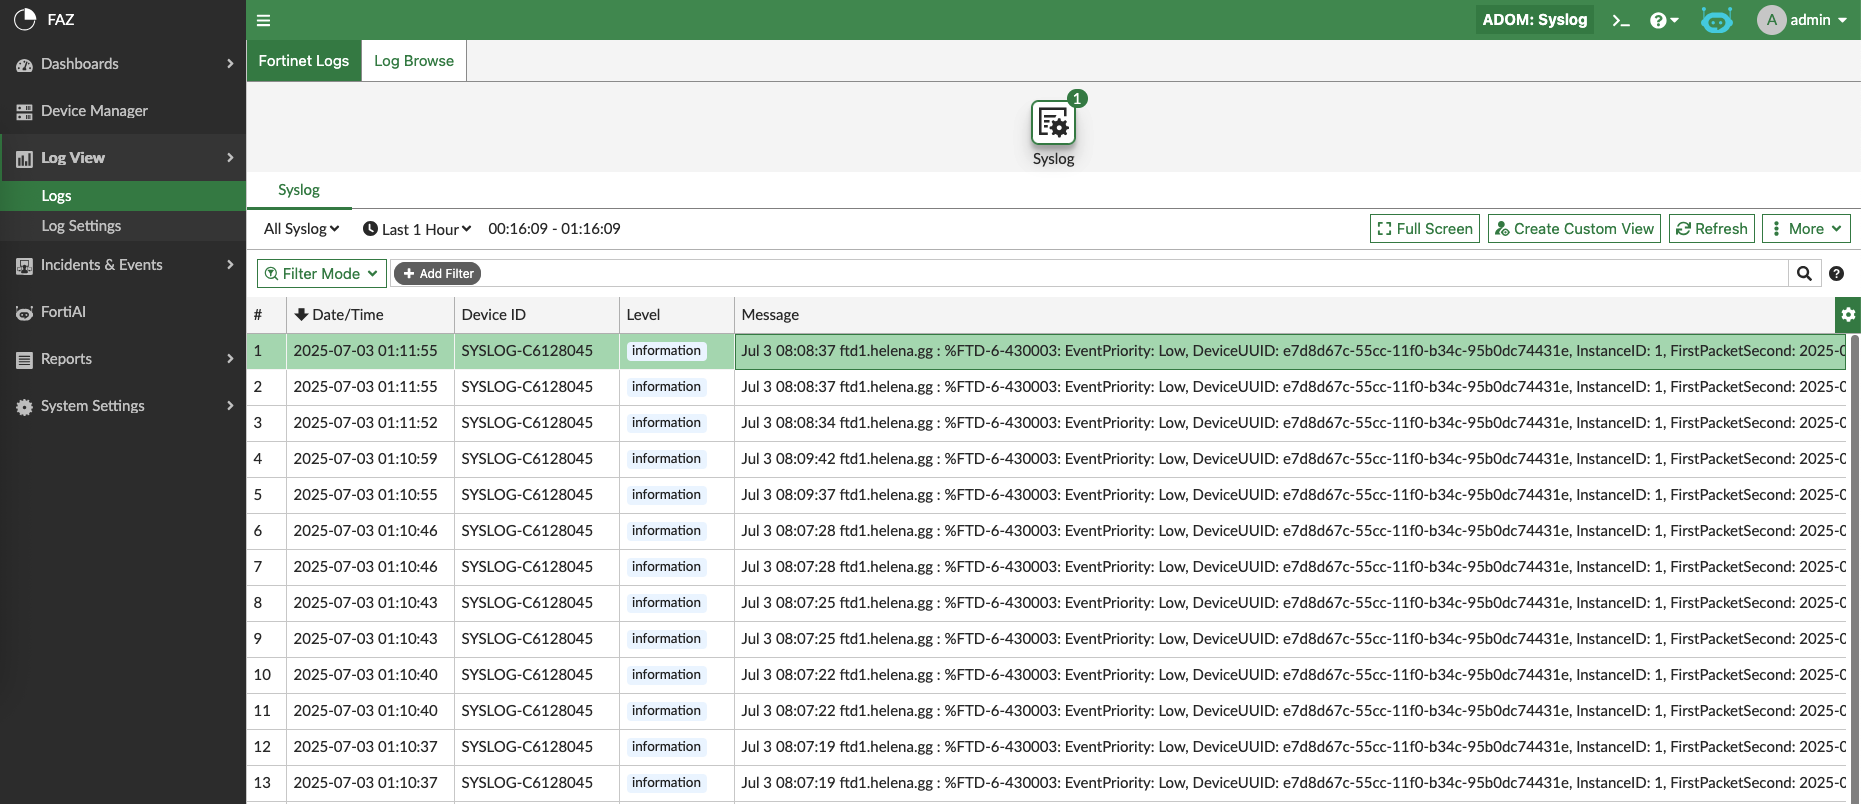 FAZ
ADOM: Syslog
A admin
Dashboards
Device Manager
Log View
Logs
Log Settings
Incidents & Events
FortiAI
Reports
System Settings
Fortinet Logs Log Browse
1
Syslog
Syslog
All Syslog Last 1 Hour 00:16:09 - 01:16:09 Full Screen Create Custom View Refresh More
Filter Mode + Add Filter
# Date/Time Device ID Level Message
1 2025-07-03 01:11:55 SYSLOG-C6128045 information Jul 3 08:08:37 ftd1.helena.gg : %FTD-6-430003: EventPriority: Low, DeviceUUID: e7d8d67c-55cc-11f0-b34c-95b0dc74431e, InstanceID: 1, FirstPacketSecond: 2025-0
2 2025-07-03 01:11:55 SYSLOG-C6128045 information Jul 3 08:08:37 ftd1.helena.gg : %FTD-6-430003: EventPriority: Low, DeviceUUID: e7d8d67c-55cc-11f0-b34c-95b0dc74431e, InstanceID: 1, FirstPacketSecond: 2025-0
3 2025-07-03 01:11:52 SYSLOG-C6128045 information Jul 3 08:08:34 ftd1.helena.gg : %FTD-6-430003: EventPriority: Low, DeviceUUID: e7d8d67c-55cc-11f0-b34c-95b0dc74431e, InstanceID: 1, FirstPacketSecond: 2025-0
4 2025-07-03 01:10:59 SYSLOG-C6128045 information Jul 3 08:09:42 ftd1.helena.gg : %FTD-6-430003: EventPriority: Low, DeviceUUID: e7d8d67c-55cc-11f0-b34c-95b0dc74431e, InstanceID: 1, FirstPacketSecond: 2025-0
5 2025-07-03 01:10:55 SYSLOG-C6128045 information Jul 3 08:09:37 ftd1.helena.gg : %FTD-6-430003: EventPriority: Low, DeviceUUID: e7d8d67c-55cc-11f0-b34c-95b0dc74431e, InstanceID: 1, FirstPacketSecond: 2025-0
6 2025-07-03 01:10:46 SYSLOG-C6128045 information Jul 3 08:07:28 ftd1.helena.gg : %FTD-6-430003: EventPriority: Low, DeviceUUID: e7d8d67c-55cc-11f0-b34c-95b0dc74431e, InstanceID: 1, FirstPacketSecond: 2025-0
7 2025-07-03 01:10:46 SYSLOG-C6128045 information Jul 3 08:07:28 ftd1.helena.gg : %FTD-6-430003: EventPriority: Low, DeviceUUID: e7d8d67c-55cc-11f0-b34c-95b0dc74431e, InstanceID: 1, FirstPacketSecond: 2025-0
8 2025-07-03 01:10:43 SYSLOG-C6128045 information Jul 3 08:07:25 ftd1.helena.gg : %FTD-6-430003: EventPriority: Low, DeviceUUID: e7d8d67c-55cc-11f0-b34c-95b0dc74431e, InstanceID: 1, FirstPacketSecond: 2025-0
9 2025-07-03 01:10:43 SYSLOG-C6128045 information Jul 3 08:07:25 ftd1.helena.gg : %FTD-6-430003: EventPriority: Low, DeviceUUID: e7d8d67c-55cc-11f0-b34c-95b0dc74431e, InstanceID: 1, FirstPacketSecond: 2025-0
10 2025-07-03 01:10:40 SYSLOG-C6128045 information Jul 3 08:07:22 ftd1.helena.gg : %FTD-6-430003: EventPriority: Low, DeviceUUID: e7d8d67c-55cc-11f0-b34c-95b0dc74431e, InstanceID: 1, FirstPacketSecond: 2025-0
11 2025-07-03 01:10:40 SYSLOG-C6128045 information Jul 3 08:07:22 ftd1.helena.gg : %FTD-6-430003: EventPriority: Low, DeviceUUID: e7d8d67c-55cc-11f0-b34c-95b0dc74431e, InstanceID: 1, FirstPacketSecond: 2025-0
12 2025-07-03 01:10:37 SYSLOG-C6128045 information Jul 3 08:07:19 ftd1.helena.gg : %FTD-6-430003: EventPriority: Low, DeviceUUID: e7d8d67c-55cc-11f0-b34c-95b0dc74431e, InstanceID: 1, FirstPacketSecond: 2025-0
13 2025-07-03 01:10:37 SYSLOG-C6128045 information Jul 3 08:07:19 ftd1.helena.gg : %FTD-6-430003: EventPriority: Low, DeviceUUID: e7d8d67c-55cc-11f0-b34c-95b0dc74431e, InstanceID: 1, FirstPacketSecond: 2025-0